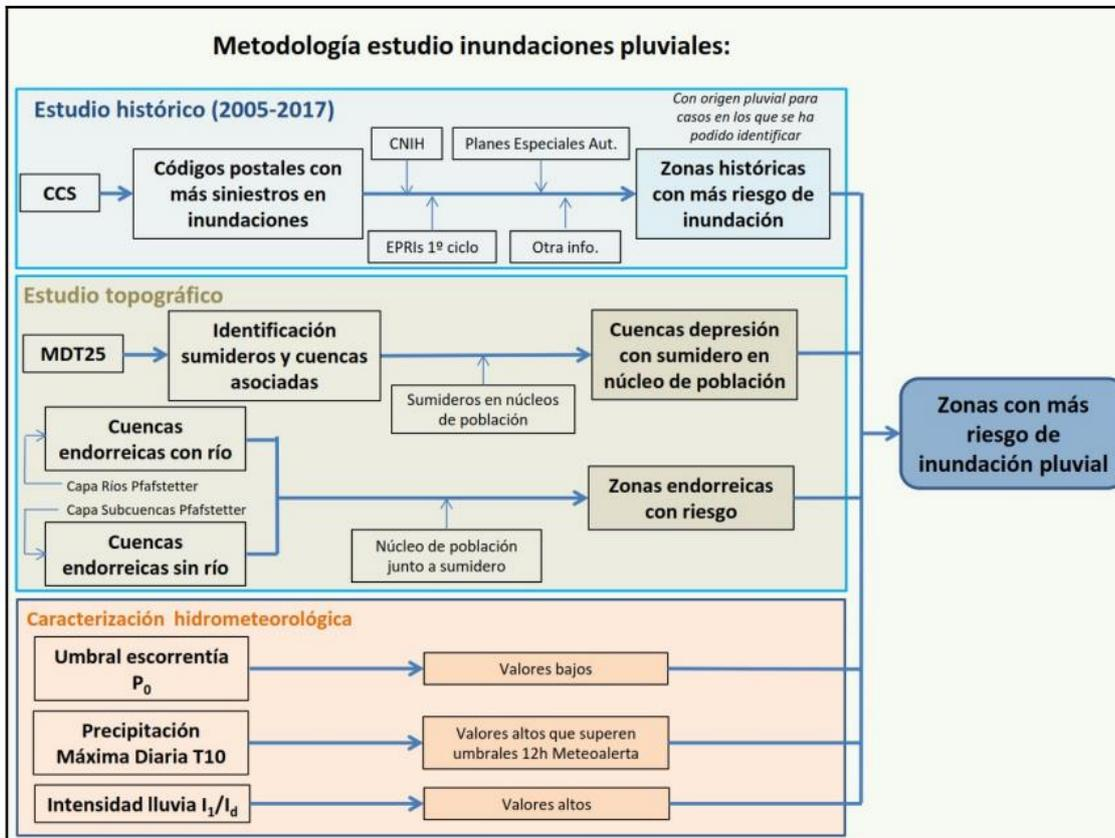 Metodología estudio inundaciones pluviales:
Estudio histórico (2005-2017)
Con origen pluvial para
casos en los que se ha
podido identificar
CNIH
Planes Especiales Aut.
CCS
Códigos postales con
más siniestros en
inundaciones
Zonas históricas
con más riesgo de
inundación
EPRIs 1º ciclo
Otra info.
Estudio topográfico
MDT25
Identificación
sumideros y cuencas
asociadas
Cuencas depresión
con sumidero en
núcleo de población
Sumideros en núcleos
de población
Cuencas
endorreicas con río
Capa Ríos Pfafstetter
Capa Subcuencas Pfafstetter
Cuencas
endorreicas sin río
Núcleo de población
junto a sumidero
Zonas endorreicas
con riesgo
Zonas con más
riesgo de
inundación pluvial
Caracterización hidrometeorológica
Umbral escorrentía
P0
Valores bajos
Precipitación
Máxima Diaria T10
Valores altos que superen
umbrales 12h Meteoalerta
Intensidad lluvia I1/Id
Valores altos